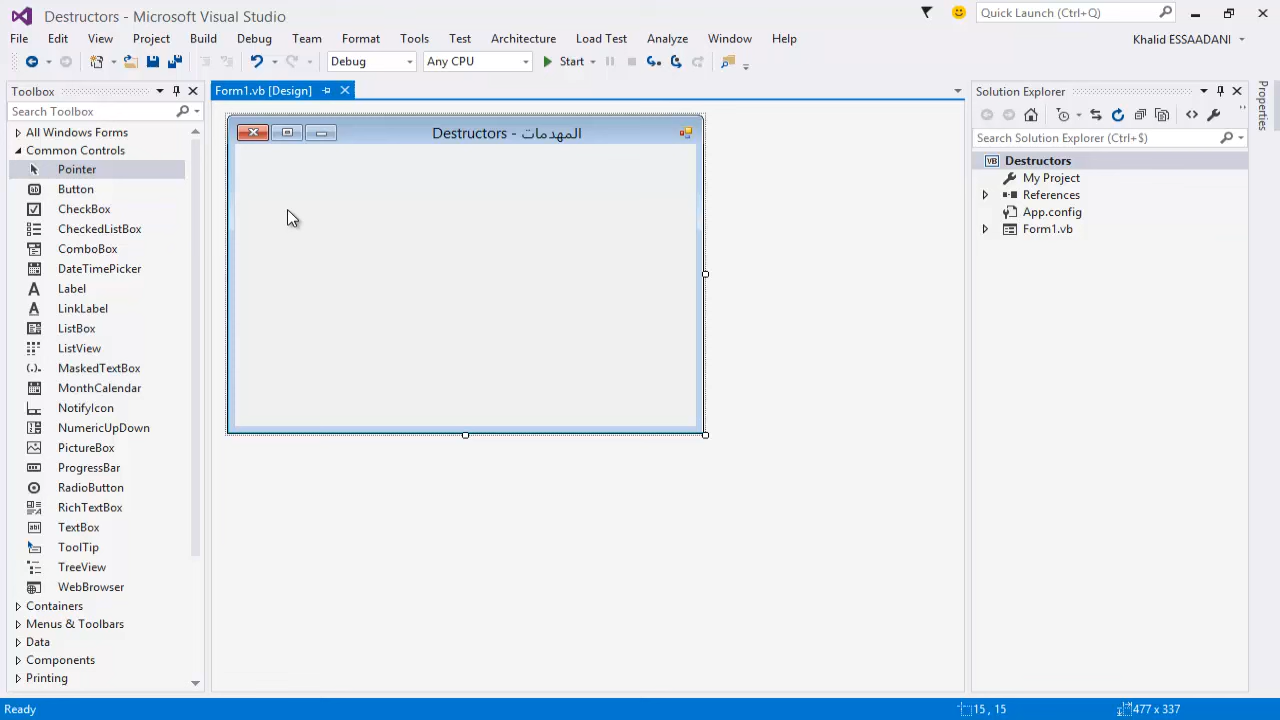 Destructors - Microsoft Visual Studio
Quick Launch (Ctrl+Q)
File Edit View Project Build Debug Team Format Tools Test Architecture Load Test Analyze Window Help
Khalid ESSAADANI
Debug Any CPU Start
Toolbox
Search Toolbox
All Windows Forms
Common Controls
Pointer
Button
CheckBox
CheckedListBox
ComboBox
DateTimePicker
Label
LinkLabel
ListBox
ListView
MaskedTextBox
MonthCalendar
NotifyIcon
NumericUpDown
PictureBox
ProgressBar
RadioButton
RichTextBox
TextBox
ToolTip
TreeView
WebBrowser
Containers
Menus & Toolbars
Data
Components
Printing
Form1.vb [Design]
Destructors - المهدمات
Solution Explorer
Search Solution Explorer (Ctrl+$)
VB Destructors
My Project
References
App.config
Form1.vb
Properties
Ready
15 , 15
477 x 337